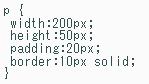 p {
 width:200px;
 height:50px;
 padding:20px;
 border:10px solid;
}